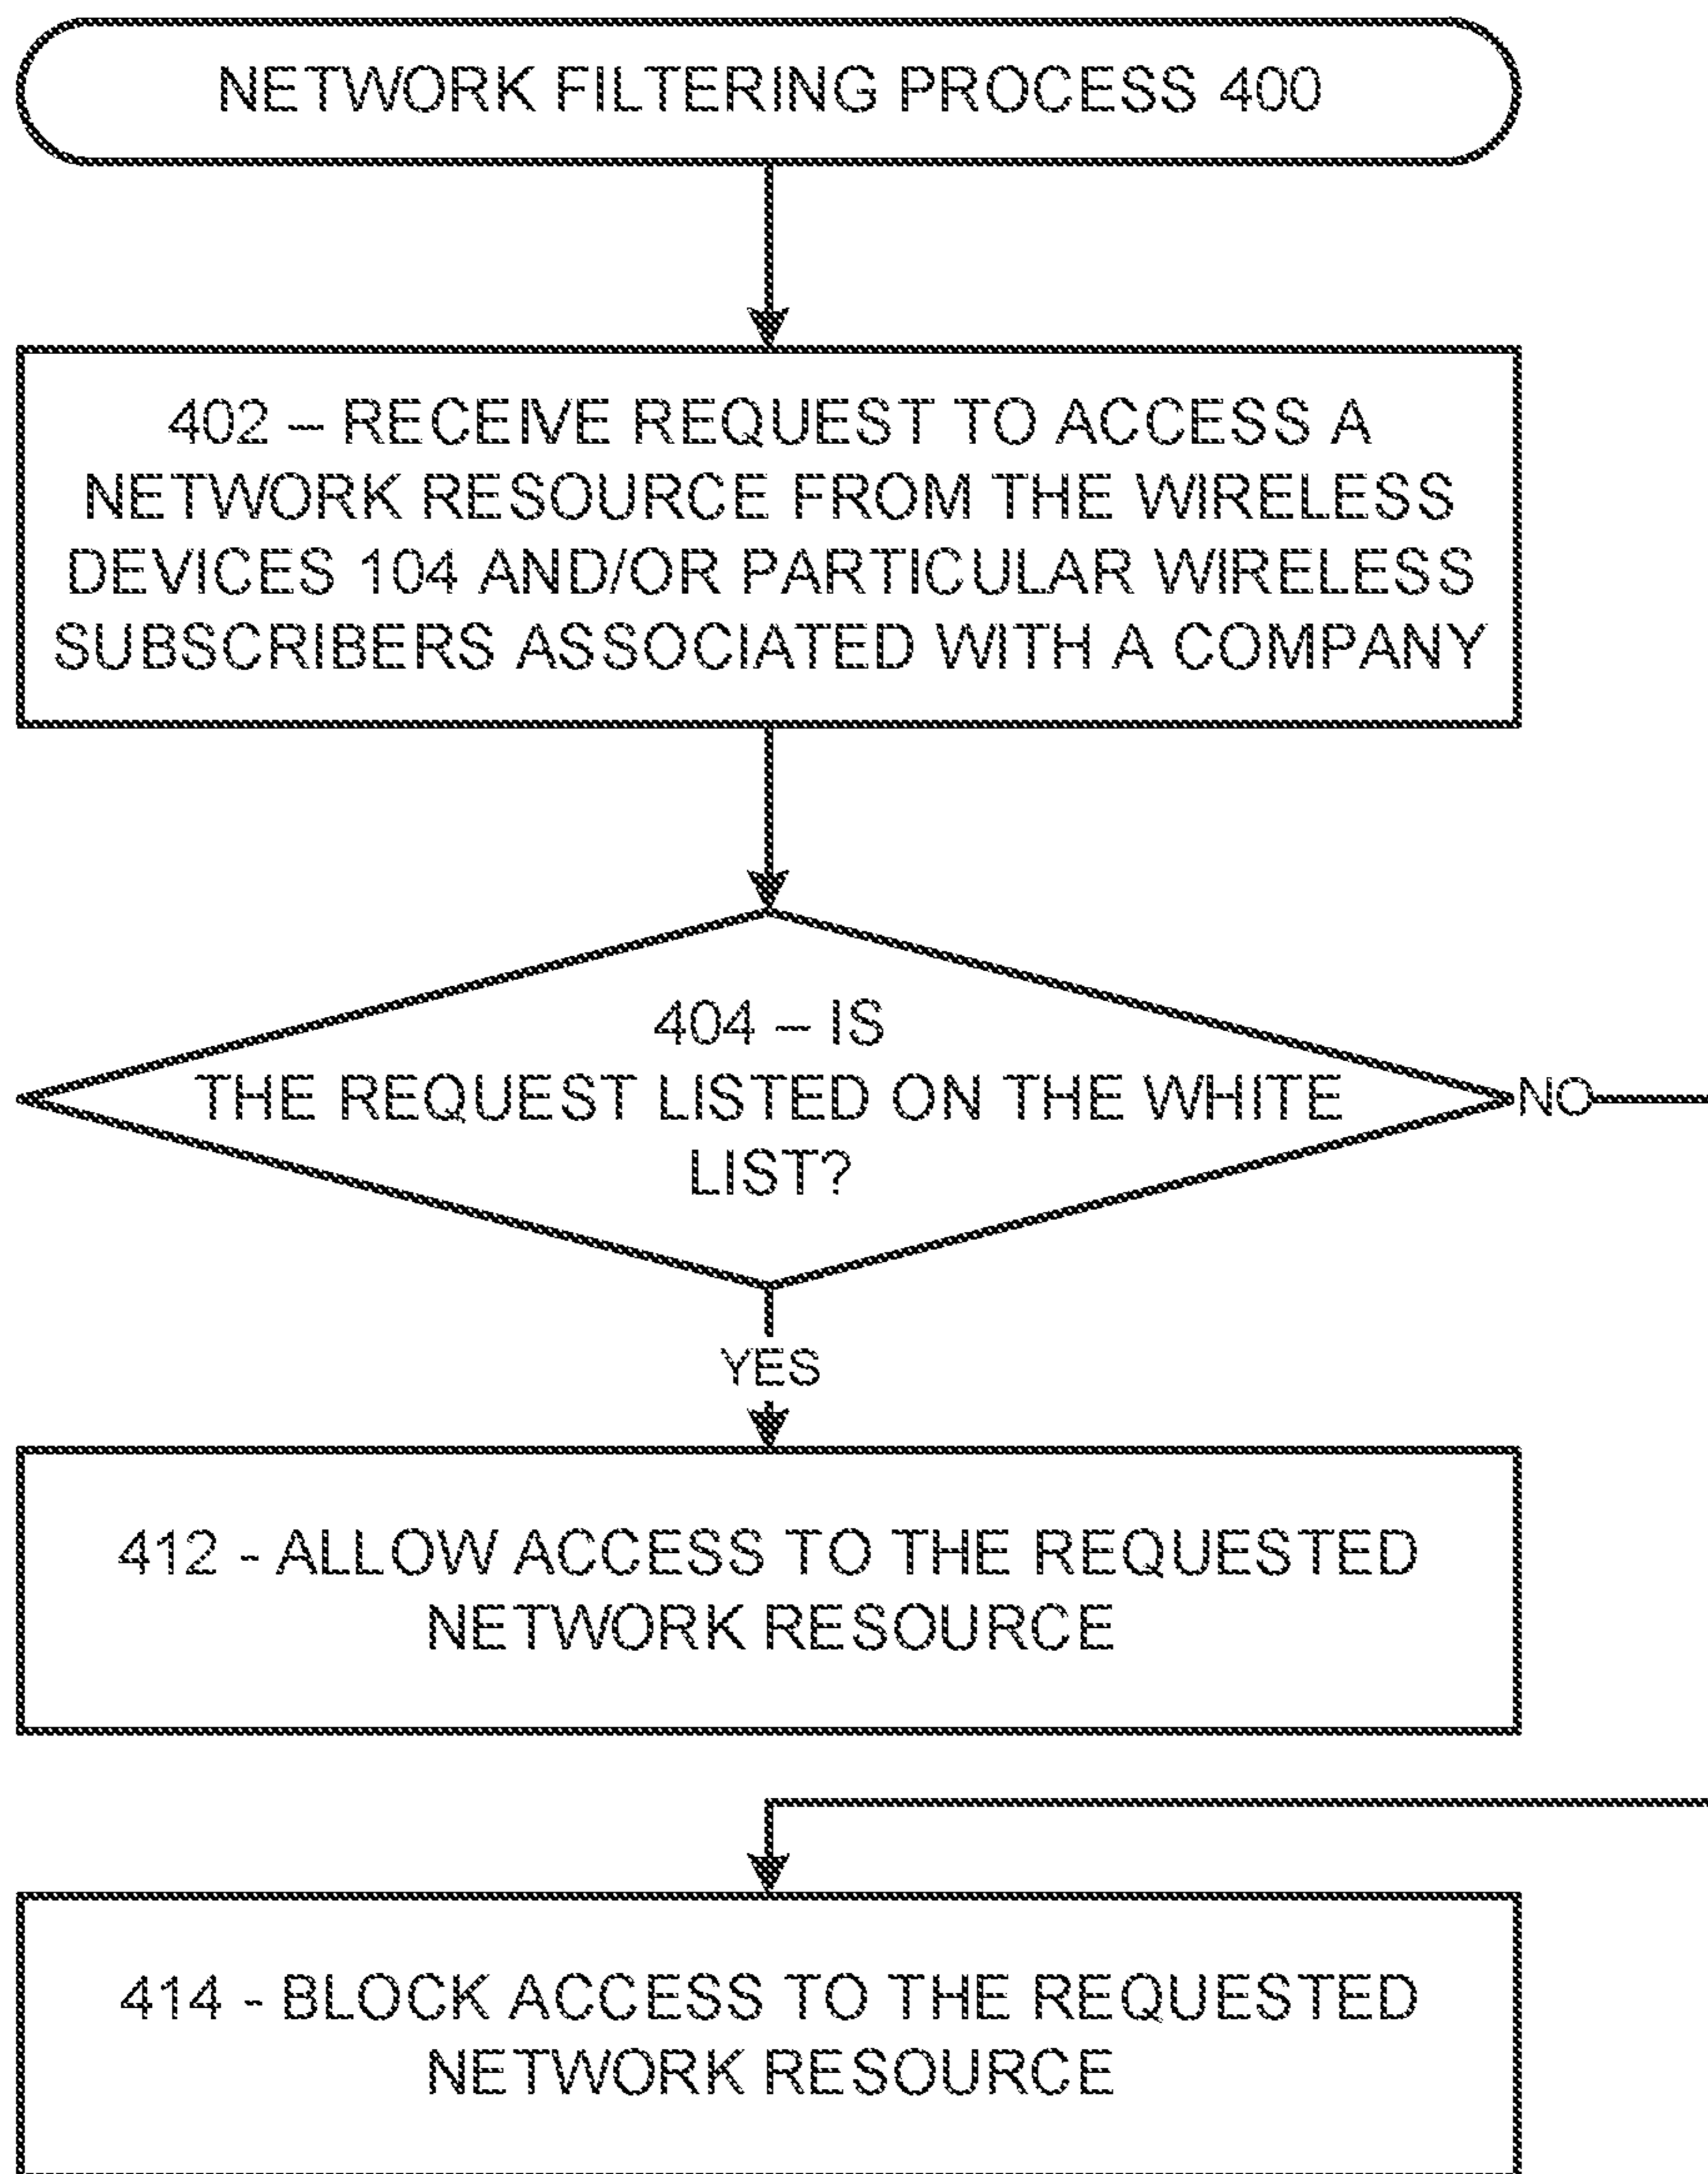 NETWORK FILTERING PROCESS 400
402 – RECEIVE REQUEST TO ACCESS A
NETWORK RESOURCE FROM THE WIRELESS
DEVICES 104 AND/OR PARTICULAR WIRELESS
SUBSCRIBERS ASSOCIATED WITH A COMPANY
404 – IS
THE REQUEST LISTED ON THE WHITE
LIST?
NO
YES
412 - ALLOW ACCESS TO THE REQUESTED
NETWORK RESOURCE
414 - BLOCK ACCESS TO THE REQUESTED
NETWORK RESOURCE